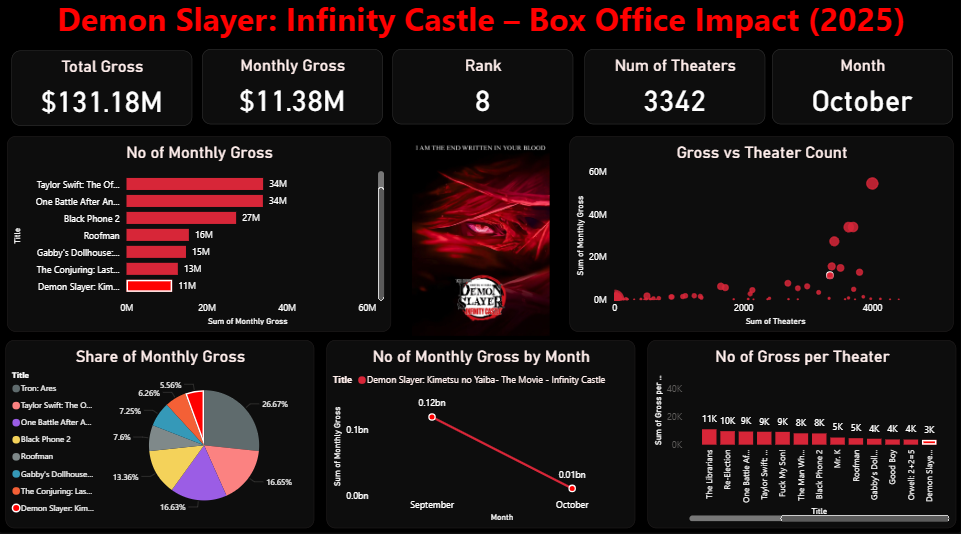 Demon Slayer: Infinity Castle – Box Office Impact (2025)
Total Gross
$131.18M
Monthly Gross
$11.38M
Rank
8
Num of Theaters
3342
Month
October
No of Monthly Gross
Title
Taylor Swift: The Of...
34M
One Battle After An...
34M
Black Phone 2
27M
Roofman
16M
Gabby's Dollhouse:...
15M
The Conjuring: Last...
13M
Demon Slayer: Kim...
11M
0M 20M 40M 60M
Sum of Monthly Gross
I AM THE END WRITTEN IN YOUR BLOOD
DEMON
SLAYER
INFINITY CASTLE
Gross vs Theater Count
Sum of Monthly Gross
60M
40M
20M
0M
0 2000 4000
Sum of Theaters
Share of Monthly Gross
Title
Tron: Ares
Taylor Swift: The O...
One Battle After A...
Black Phone 2
Roofman
Gabby's Dollhouse:...
The Conjuring: Las...
Demon Slayer: Kim...
5.56%
6.26%
7.25%
7.6%
13.36%
16.63%
16.65%
26.67%
No of Monthly Gross by Month
Title Demon Slayer: Kimetsu no Yaiba- The Movie - Infinity Castle
Sum of Monthly Gross
0.1bn
0.0bn
0.12bn
0.01bn
September October
Month
No of Gross per Theater
Sum of Gross per ...
40K
20K
0K
11K 10K 9K 9K 9K 8K 8K 5K 5K 4K 4K 4K 3K
The Librarians
Re-Election
One Battle Af...
Taylor Swift: ...
Fuck My Son!
The Man Wh...
Black Phone 2
Mr. K
Roofman
Gabby's Doll...
Good Boy
Orwell: 2+2=5
Demon Slaye...
Title